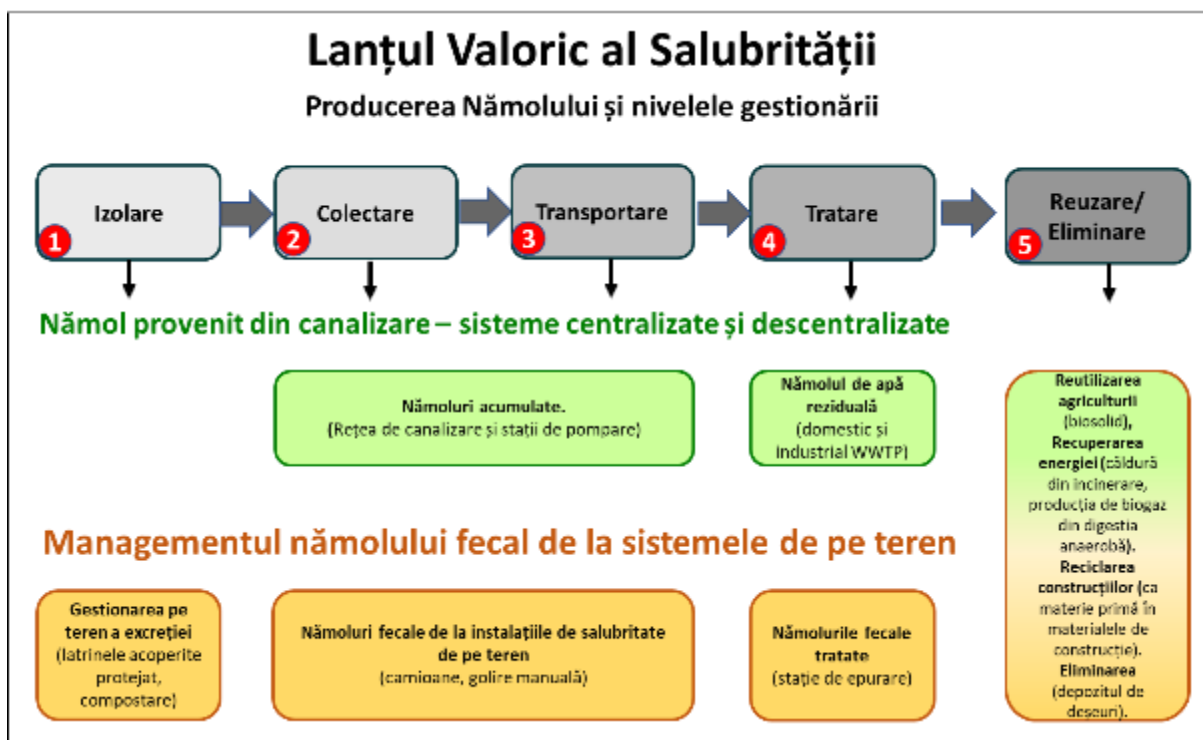 Lanțul Valoric al Salubrității
Producerea Nămolului și nivelele gestionării
Izolare
1
Colectare
2
Transportare
3
Tratare
4
Reuzare/
Eliminare
5
Nămol provenit din canalizare – sisteme centralizate și descentralizate
Nămoluri acumulate.
(Rețea de canalizare și stații de pompare)
Nămolul de apă
reziduală
(domestic și
industrial WWTP)
Reutilizarea
agriculturii
(biosolid),
Recuperarea
energiei (căldură
din incinerare,
producția de biogaz
din digestia
anaerobă).
Reciclarea
construcțiilor (ca
materie primă în
materialele de
construcție).
Eliminarea
(depozitul de
deșeuri).
Managementul nămolului fecal de la sistemele de pe teren
Gestionarea pe
teren a excreției
(latrinele acoperite
protejat,
compostare)
Nămoluri fecale de la instalațiile de salubritate
de pe teren
(camioane, golire manuală)
Nămolurile fecale
tratate
(stație de epurare)